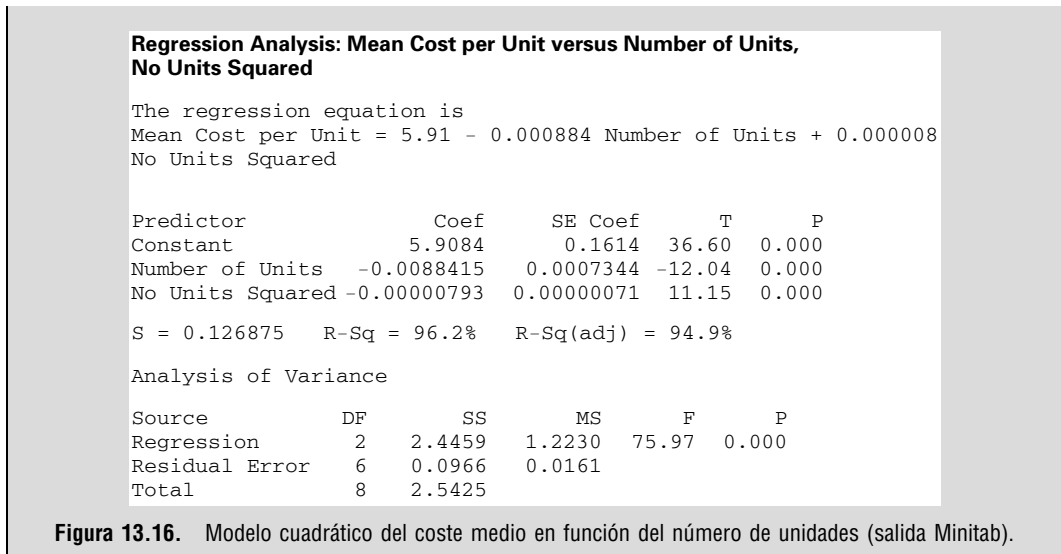 Regression Analysis: Mean Cost per Unit versus Number of Units,
No Units Squared
The regression equation is
Mean Cost per Unit = 5.91 - 0.000884 Number of Units + 0.000008
No Units Squared
Predictor Coef SE Coef T P
Constant 5.9084 0.1614 36.60 0.000
Number of Units -0.0088415 0.0007344 -12.04 0.000
No Units Squared -0.00000793 0.00000071 11.15 0.000
S = 0.126875 R-Sq = 96.2% R-Sq(adj) = 94.9%
Analysis of Variance
Source DF SS MS F P
Regression 2 2.4459 1.2230 75.97 0.000
Residual Error 6 0.0966 0.0161
Total 8 2.5425
Figura 13.16. Modelo cuadrático del coste medio en función del número de unidades (salida Minitab).